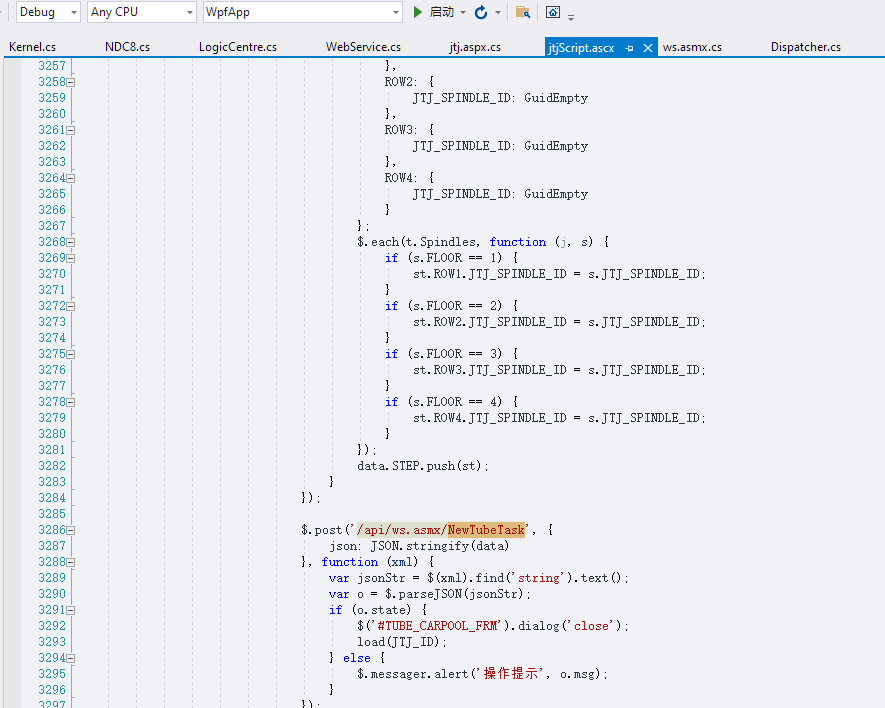 Debug Any CPU WpfApp 启动
Kernel.cs NDC8.cs LogicCentre.cs WebService.cs jtj.aspx.cs jtjScript.ascx ws.asmx.cs Dispatcher.cs
3257 },
3258 ROW2: {
3259 JTJ_SPINDLE_ID: GuidEmpty
3260 },
3261 ROW3: {
3262 JTJ_SPINDLE_ID: GuidEmpty
3263 },
3264 ROW4: {
3265 JTJ_SPINDLE_ID: GuidEmpty
3266 }
3267 };
3268 $.each(t.Spindles, function (j, s) {
3269 if (s.FLOOR == 1) {
3270 st.ROW1.JTJ_SPINDLE_ID = s.JTJ_SPINDLE_ID;
3271 }
3272 if (s.FLOOR == 2) {
3273 st.ROW2.JTJ_SPINDLE_ID = s.JTJ_SPINDLE_ID;
3274 }
3275 if (s.FLOOR == 3) {
3276 st.ROW3.JTJ_SPINDLE_ID = s.JTJ_SPINDLE_ID;
3277 }
3278 if (s.FLOOR == 4) {
3279 st.ROW4.JTJ_SPINDLE_ID = s.JTJ_SPINDLE_ID;
3280 }
3281 });
3282 data.STEP.push(st);
3283 }
3284 });
3285
3286 $.post('/api/ws.asmx/NewTubeTask', {
3287 json: JSON.stringify(data)
3288 }, function (xml) {
3289 var jsonStr = $(xml).find('string').text();
3290 var o = $.parseJSON(jsonStr);
3291 if (o.state) {
3292 $('#TUBE_CARPOOL_FRM').dialog('close');
3293 load(JTJ_ID);
3294 } else {
3295 $.messager.alert('操作提示', o.msg);
3296 }
3297 });